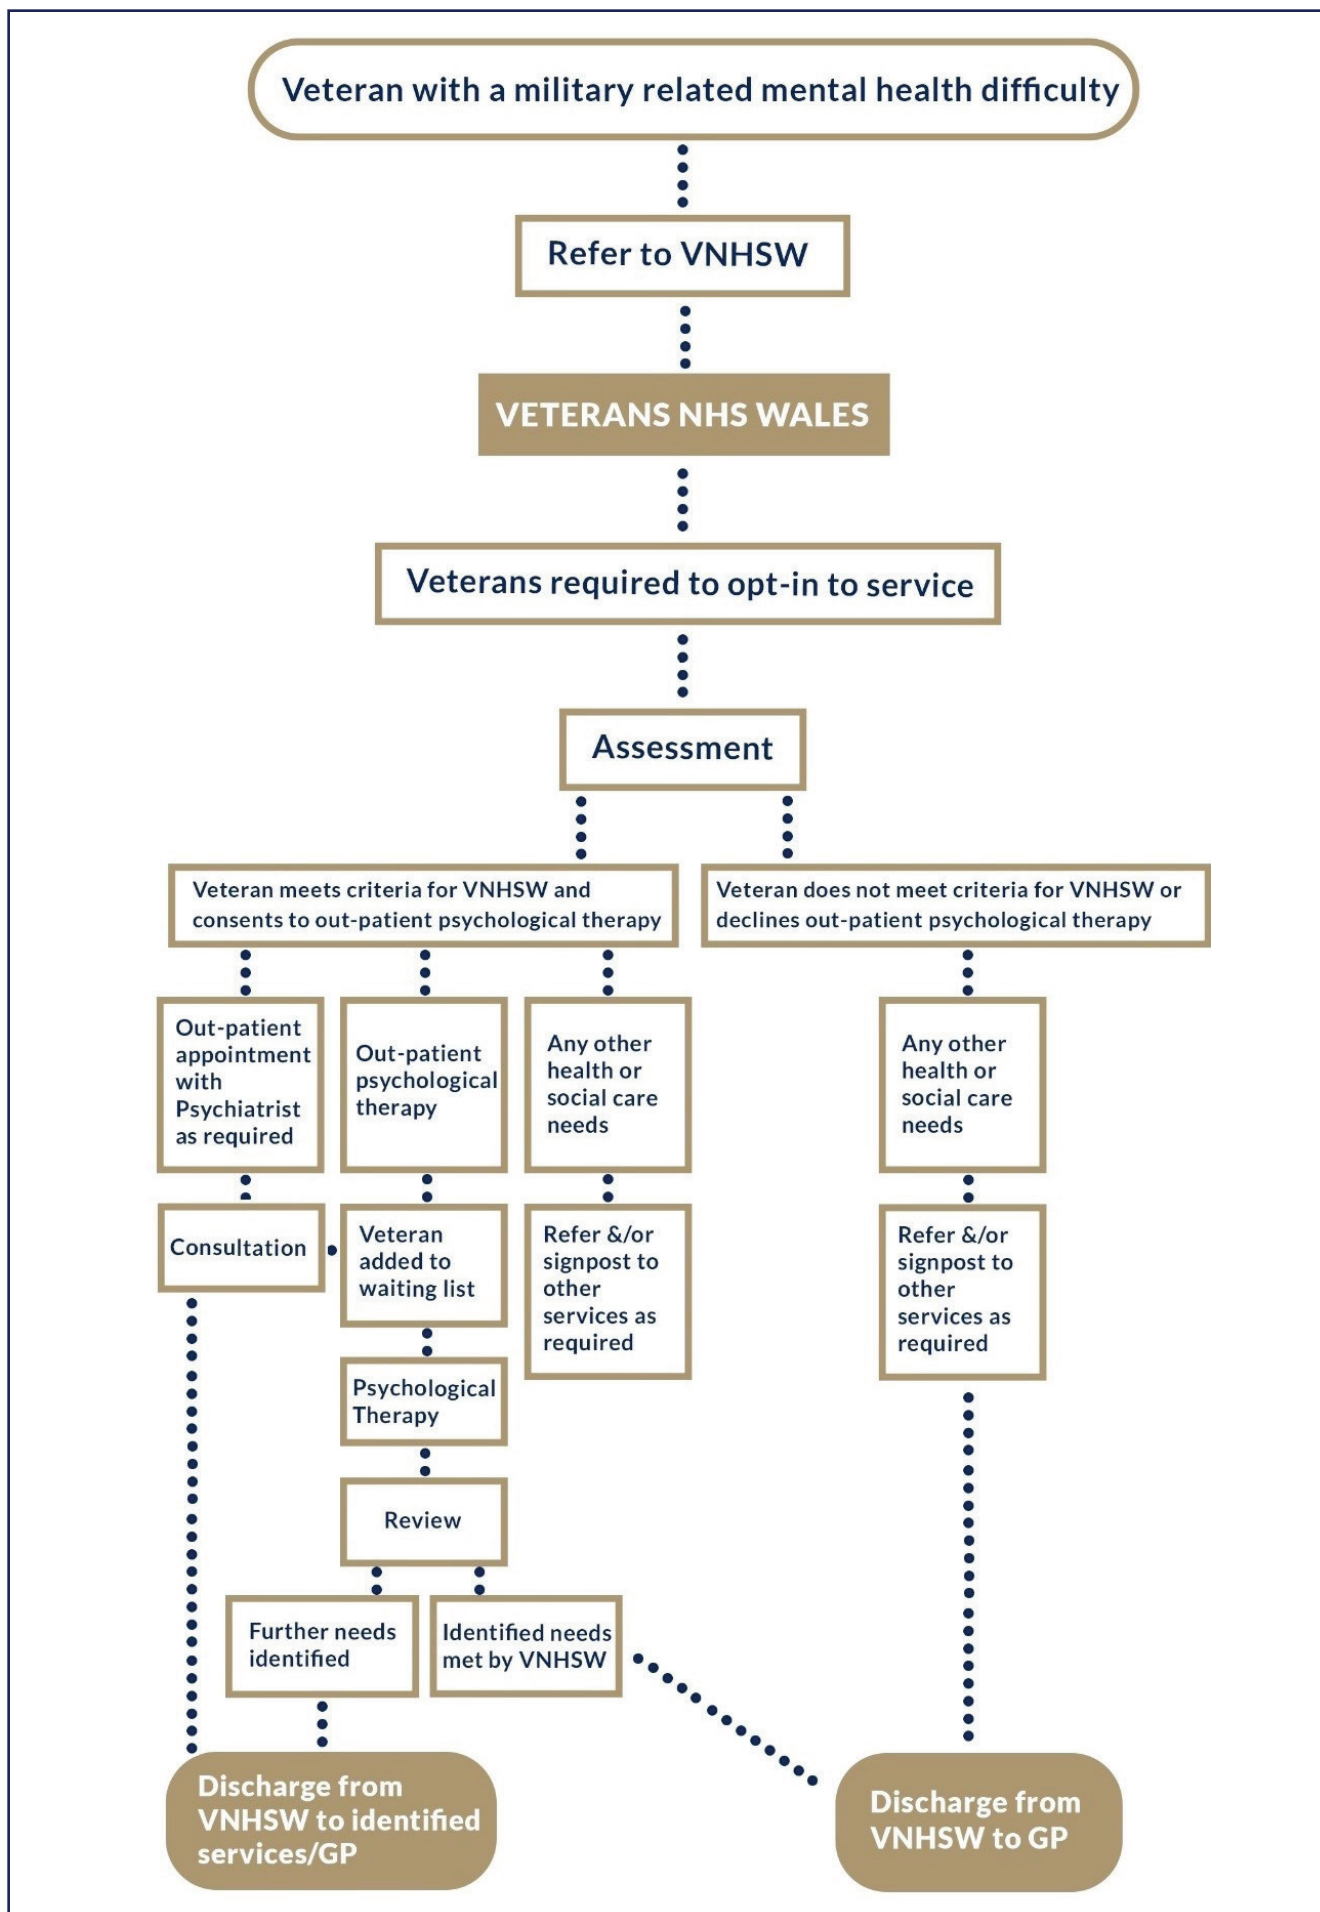 Veteran with a military related mental health difficulty
Refer to VNHSW
VETERANS NHS WALES
Veterans required to opt-in to service
Assessment
Veteran meets criteria for VNHSW and
consents to out-patient psychological therapy
Veteran does not meet criteria for VNHSW or
declines out-patient psychological therapy
Out-patient
appointment
with
Psychiatrist
as required
Out-patient
psychological
therapy
Any other
health or
social care
needs
Any other
health or
social care
needs
Consultation
Veteran
added to
waiting list
Refer &/or
signpost to
other
services as
required
Refer &/or
signpost to
other
services as
required
Psychological
Therapy
Review
Further needs
identified
Identified needs
met by VNHSW
Discharge from
VNHSW to identified
services/GP
Discharge from
VNHSW to GP